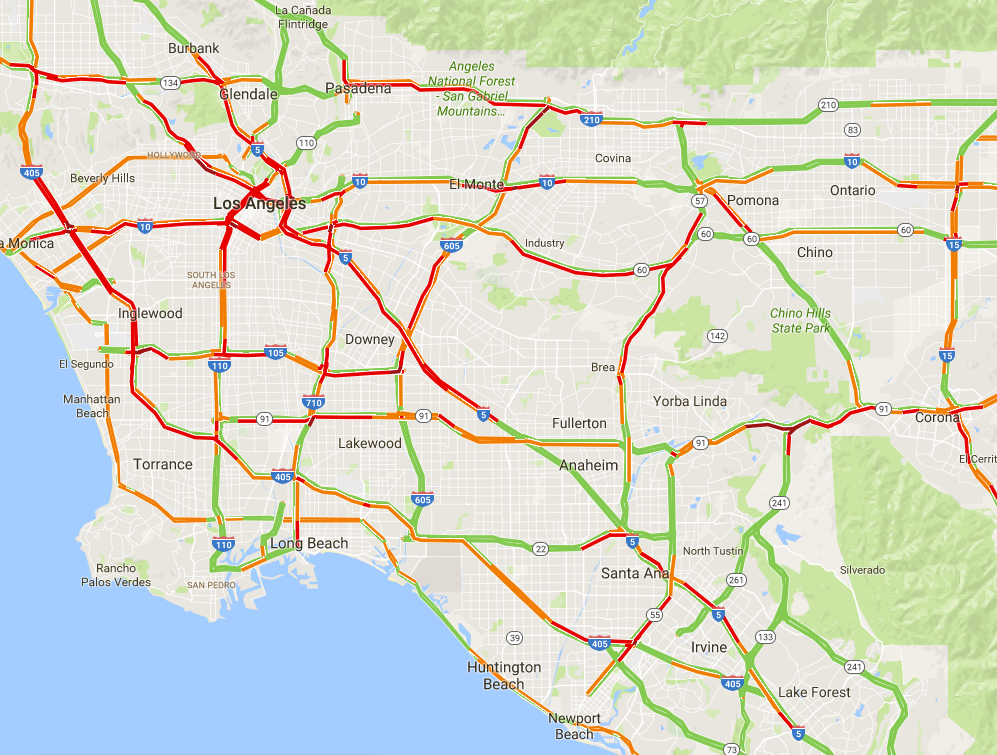 La Cañada
Flintridge
Burbank
Angeles
National Forest
- San Gabriel
Mountains...
134
Glendale
Pasadena
210
210
110
83
5
HOLLYWOOD
Covina
10
405
Beverly Hills
10
El Monte
10
Ontario
Los Angeles
57
Pomona
10
a Monica
5
605
Industry
60
60
60
15
Chino
60
SOUTH LOS
ANGELES
Inglewood
Chino Hills
State Park
Downey
142
105
El Segundo
110
Brea
15
Manhattan
Beach
710
Yorba Linda
91
91
5
Fullerton
91
Corona
Lakewood
91
El Cerrit
Torrance
Anaheim
405
605
241
110
Long Beach
22
5
North Tustin
Rancho
Palos Verdes
SAN PEDRO
Santa Ana
261
Silverado
55
5
39
405
133
Irvine
Huntington
Beach
241
405
Lake Forest
Newport
Beach
5
73